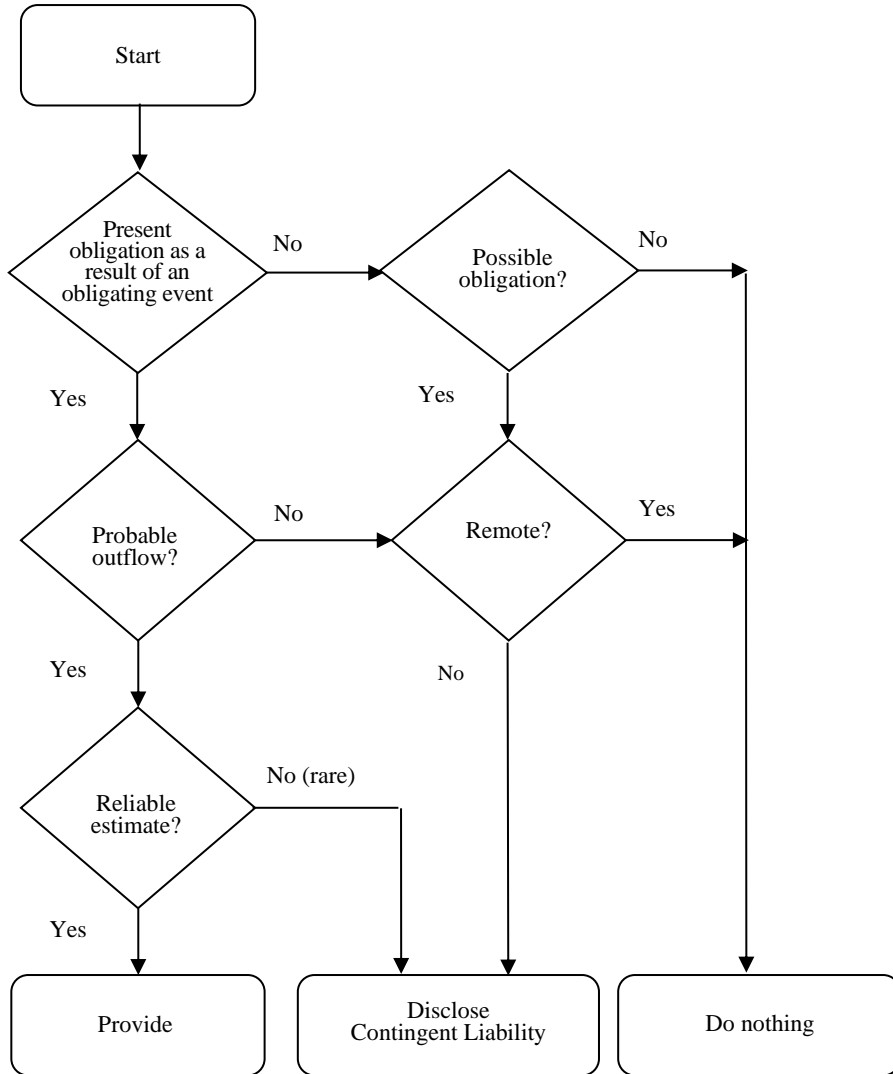 Start
Present
obligation as a
result of an
obligating event
No
Possible
obligation?
No
Yes
Yes
Probable
outflow?
No
Remote?
Yes
Yes
No
Reliable
estimate?
No (rare)
Yes
Provide
Disclose
Contingent Liability
Do nothing